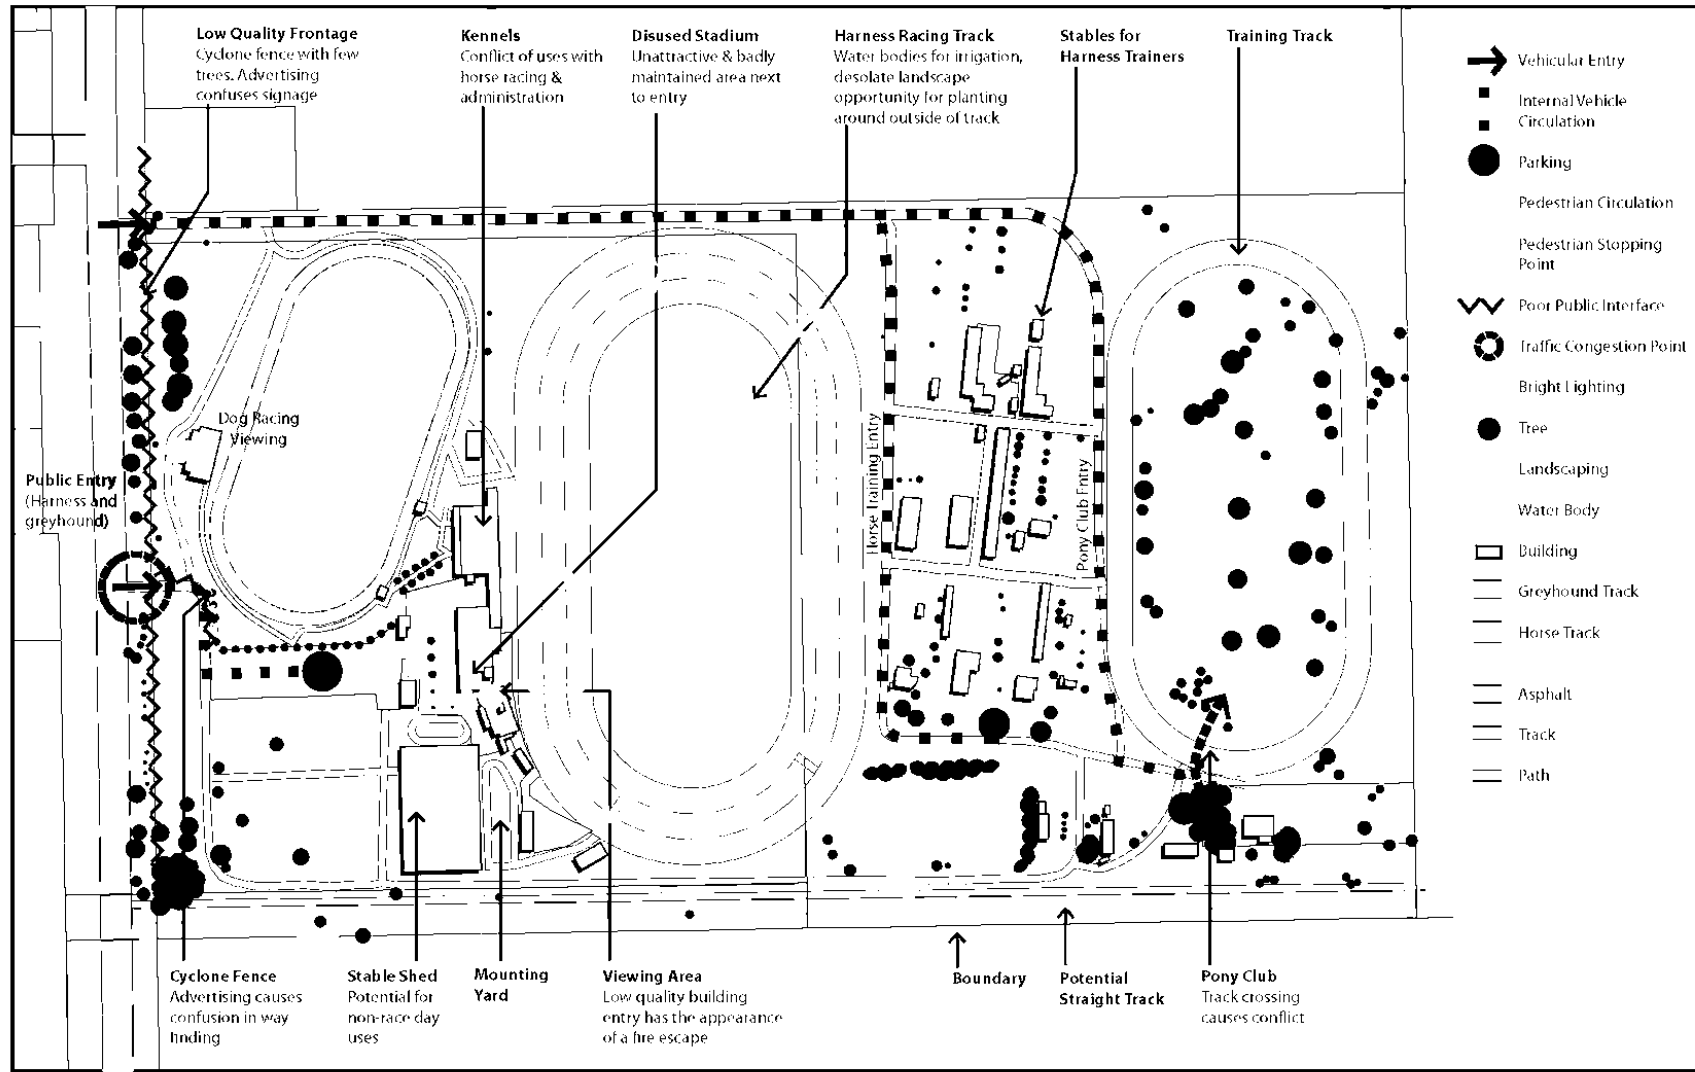 Low Quality Frontage
Cyclone fence with few
trees. Advertising
confuses signage
Kennels
Conflict of uses with
horse racing &
administration
Disused Stadium
Unattractive & badly
maintained area next
to entry
Harness Racing Track
Water bodies for irrigation,
desolate landscape
opportunity for planting
around outside of track
Stables for
Harness Trainers
Training Track
Vehicular Entry
Internal Vehicle
Circulation
Parking
Pedestrian Circulation
Pedestrian Stopping
Point
Poor Public Interface
Traffic Congestion Point
Bright Lighting
Tree
Landscaping
Water Body
Building
Greyhound Track
Horse Track
Asphalt
Track
Path
Dog Racing
Viewing
Public Entry
(Harness and
greyhound)
Horse Training Entry
Pony Club Entry
Cyclone Fence
Advertising causes
confusion in way
finding
Stable Shed
Potential for
non-race day
uses
Mounting
Yard
Viewing Area
Low quality building
entry has the appearance
of a fire escape
Boundary
Potential
Straight Track
Pony Club
Track crossing
causes conflict